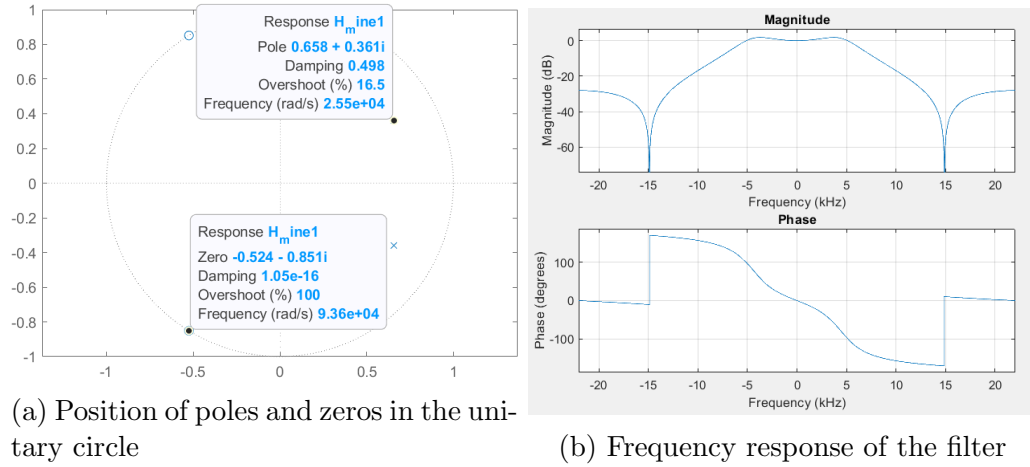 1
0.8
0.6
0.4
0.2
0
-0.2
-0.4
-0.6
-0.8
-1
-1
-0.5
0
0.5
1
Response H_mine1
Pole 0.658 + 0.361i
Damping 0.498
Overshoot (%) 16.5
Frequency (rad/s) 2.55e+04
Response H_mine1
Zero -0.524 - 0.851i
Damping 1.05e-16
Overshoot (%) 100
Frequency (rad/s) 9.36e+04
(a) Position of poles and zeros in the uni-
tary circle
Magnitude
Magnitude (dB)
0
-20
-40
-60
-20 -15 -10 -5 0 5 10 15 20
Frequency (kHz)
Phase
Phase (degrees)
100
0
-100
-20 -15 -10 -5 0 5 10 15 20
Frequency (kHz)
(b) Frequency response of the filter